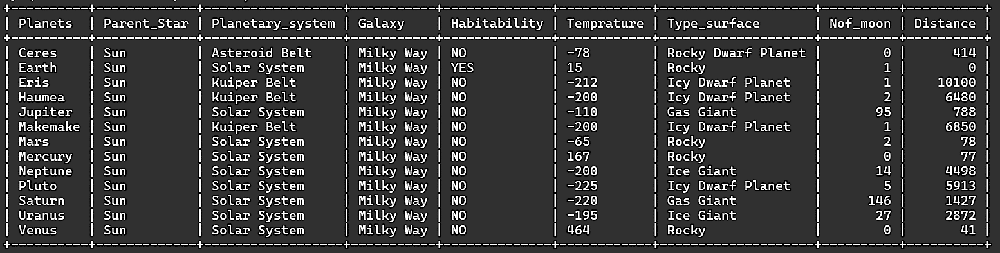 | Planets | Parent_Star | Planetary_system | Galaxy | Habitability | Temprature | Type_surface | Nof_moon | Distance |
| Ceres | Sun | Asteroid Belt | Milky Way | NO | -78 | Rocky Dwarf Planet | 0 | 414 |
| Earth | Sun | Solar System | Milky Way | YES | 15 | Rocky | 1 | 0 |
| Eris | Sun | Kuiper Belt | Milky Way | NO | -212 | Icy Dwarf Planet | 1 | 10100 |
| Haumea | Sun | Kuiper Belt | Milky Way | NO | -200 | Icy Dwarf Planet | 2 | 6480 |
| Jupiter | Sun | Solar System | Milky Way | NO | -110 | Gas Giant | 95 | 788 |
| Makemake | Sun | Kuiper Belt | Milky Way | NO | -200 | Icy Dwarf Planet | 1 | 6850 |
| Mars | Sun | Solar System | Milky Way | NO | -65 | Rocky | 2 | 78 |
| Mercury | Sun | Solar System | Milky Way | NO | 167 | Rocky | 0 | 77 |
| Neptune | Sun | Solar System | Milky Way | NO | -200 | Ice Giant | 14 | 4498 |
| Pluto | Sun | Solar System | Milky Way | NO | -225 | Icy Dwarf Planet | 5 | 5913 |
| Saturn | Sun | Solar System | Milky Way | NO | -220 | Gas Giant | 146 | 1427 |
| Uranus | Sun | Solar System | Milky Way | NO | -195 | Ice Giant | 27 | 2872 |
| Venus | Sun | Solar System | Milky Way | NO | 464 | Rocky | 0 | 41 |